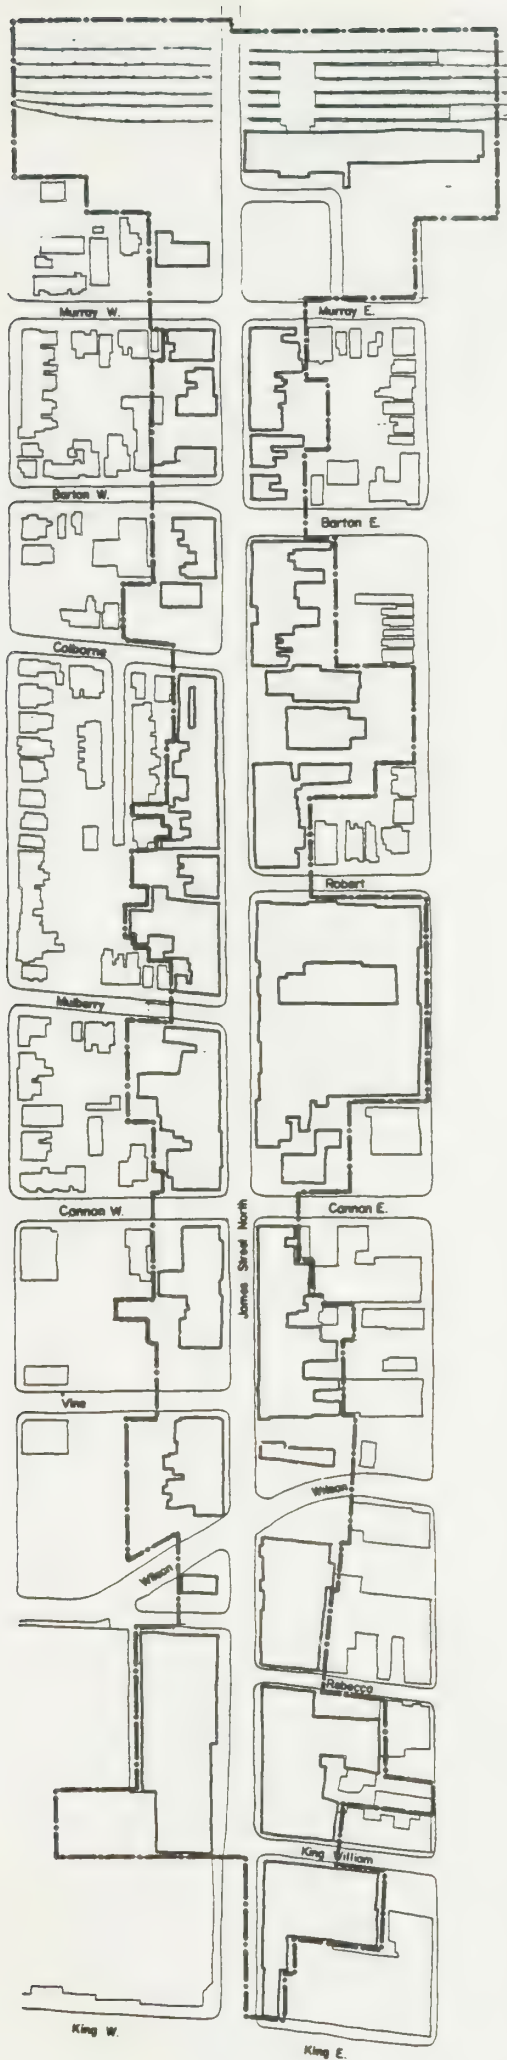 Murray W.
Murray E.
Barton W.
Barton E.
Colborne
Robert
Mulberry
Cannon W.
Cannon E.
James Street North
Vine
Wilson
Wilson
Rebecca
King William
King W.
King E.